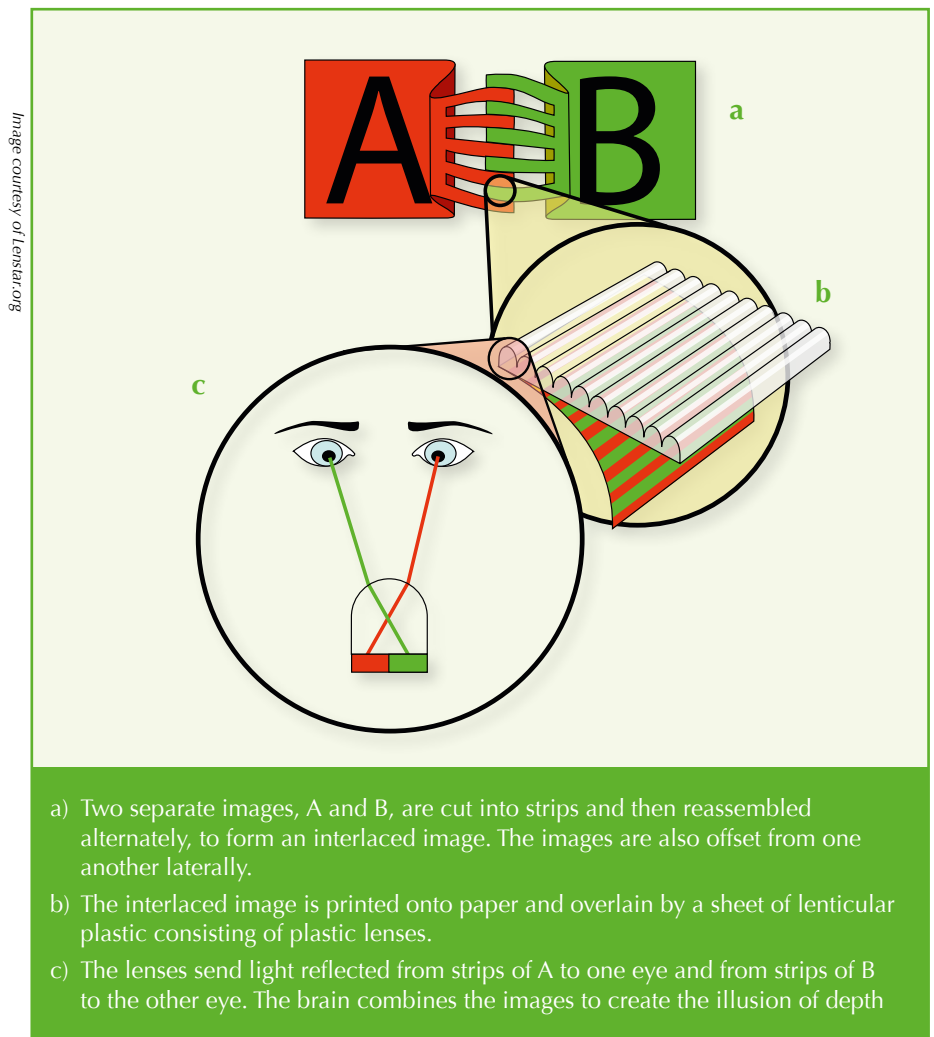 Image courtesy of Lenstar.org
A B
a
b
c
a) Two separate images, A and B, are cut into strips and then reassembled
alternately, to form an interlaced image. The images are also offset from one
another laterally.
b) The interlaced image is printed onto paper and overlain by a sheet of lenticular
plastic consisting of plastic lenses.
c) The lenses send light reflected from strips of A to one eye and from strips of B
to the other eye. The brain combines the images to create the illusion of depth